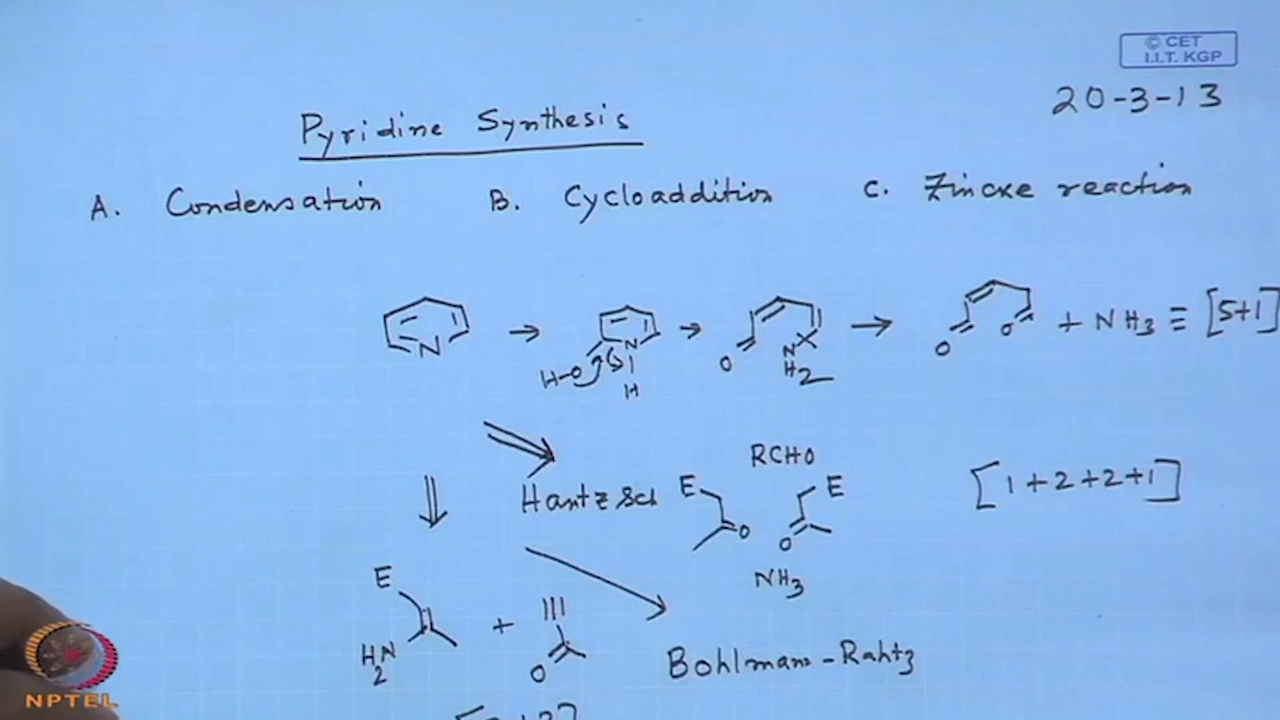 © CET
I.I.T. KGP
20-3-13
Pyridine Synthesis
A. Condensation B. Cycloaddition C. Zincke reaction
N → H-O N H → O N H2 → O O + NH3 ≡ [5+1]
RCHO
Hantzsch E O O E [1+2+2+1]
NH3
E
H2N + O
Bohlmann-Rahtz
NPTEL